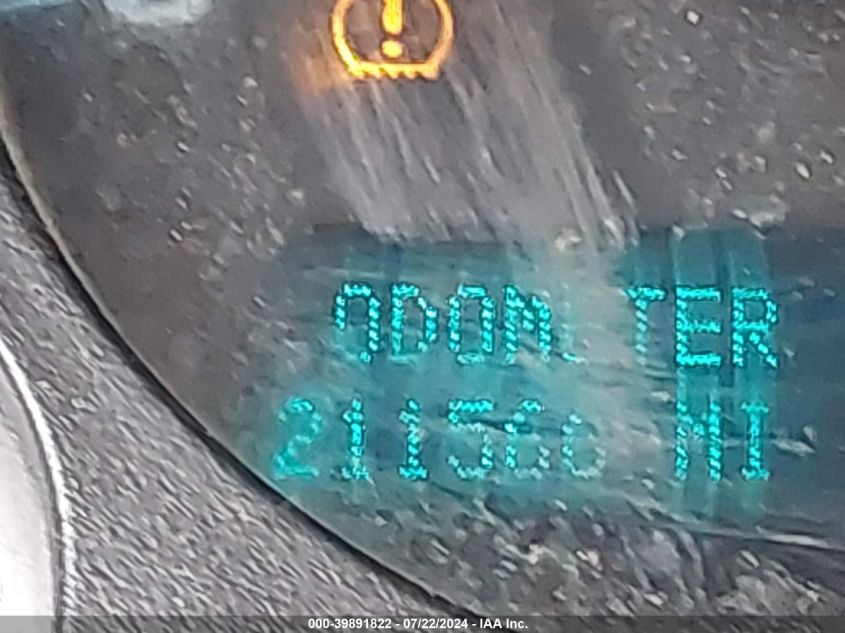 ODOMETER
MI
000-39891822 - 07/22/2024 - IAA Inc.